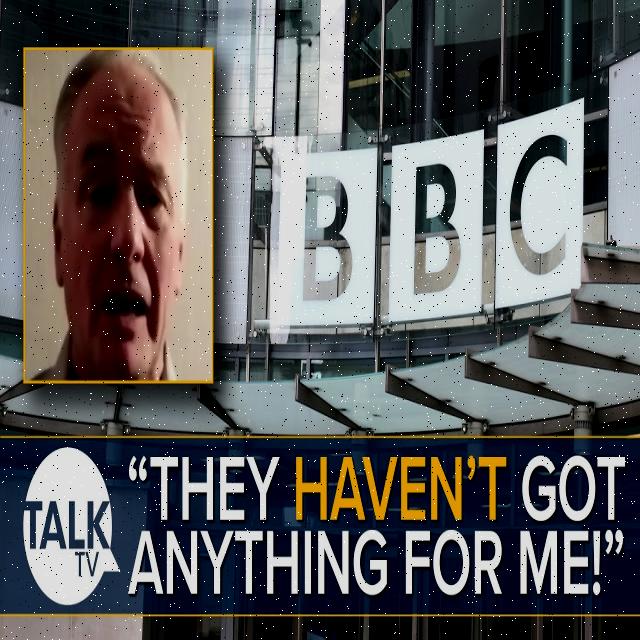 BBC
TALK
TV
“THEY HAVEN’T GOT
ANYTHING FOR ME!”